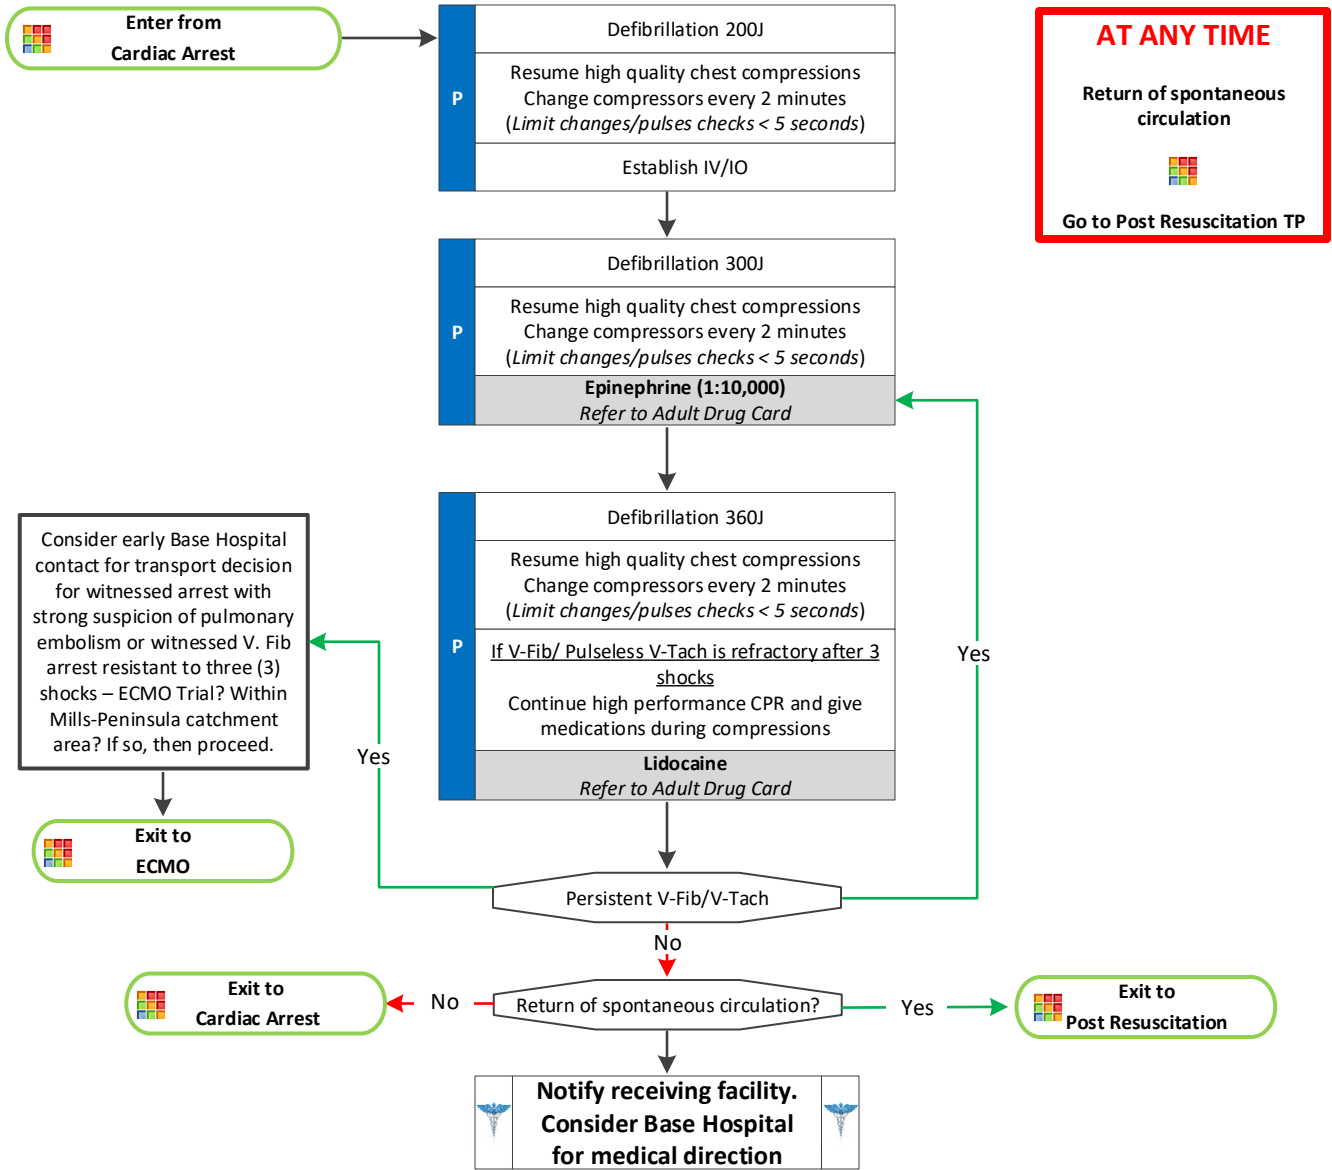 Enter from
Cardiac Arrest
P
Defibrillation 200J
Resume high quality chest compressions
Change compressors every 2 minutes
(Limit changes/pulses checks < 5 seconds)
Establish IV/IO
AT ANY TIME
Return of spontaneous
circulation
Go to Post Resuscitation TP
P
Defibrillation 300J
Resume high quality chest compressions
Change compressors every 2 minutes
(Limit changes/pulses checks < 5 seconds)
Epinephrine (1:10,000)
Refer to Adult Drug Card
P
Defibrillation 360J
Resume high quality chest compressions
Change compressors every 2 minutes
(Limit changes/pulses checks < 5 seconds)
If V-Fib/ Pulseless V-Tach is refractory after 3
shocks
Continue high performance CPR and give
medications during compressions
Lidocaine
Refer to Adult Drug Card
Yes
Consider early Base Hospital
contact for transport decision
for witnessed arrest with
strong suspicion of pulmonary
embolism or witnessed V. Fib
arrest resistant to three (3)
shocks – ECMO Trial? Within
Mills-Peninsula catchment
area? If so, then proceed.
Yes
Exit to
ECMO
Persistent V-Fib/V-Tach
No
Exit to
Cardiac Arrest
No
Return of spontaneous circulation?
Yes
Exit to
Post Resuscitation
Notify receiving facility.
Consider Base Hospital
for medical direction